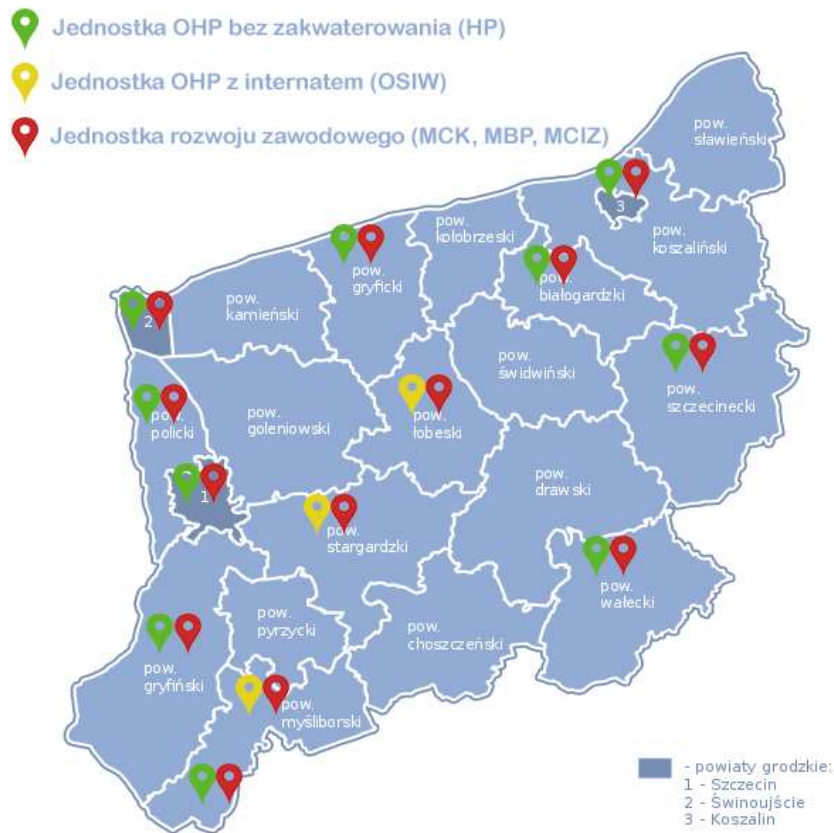 Jednostka OHP bez zakwaterowania (HP)
Jednostka OHP z internatem (OSIW)
Jednostka rozwoju zawodowego (MCK, MBP, MCIZ)
pow.
sławieński
3
pow.
koszaliński
pow.
kołobrzeski
pow.
gryficki
pow.
białogardzki
pow.
kamieński
2
pow.
świdwiński
pow.
szczecinecki
pow.
policki
pow.
goleniowski
pow.
łobeski
1
pow.
drawski
pow.
stargardzki
pow.
wałecki
pow.
pyrzycki
pow.
choszczeński
pow.
gryfiński
pow.
myśliborski
- powiaty grodzkie:
1 - Szczecin
2 - Świnoujście
3 - Koszalin